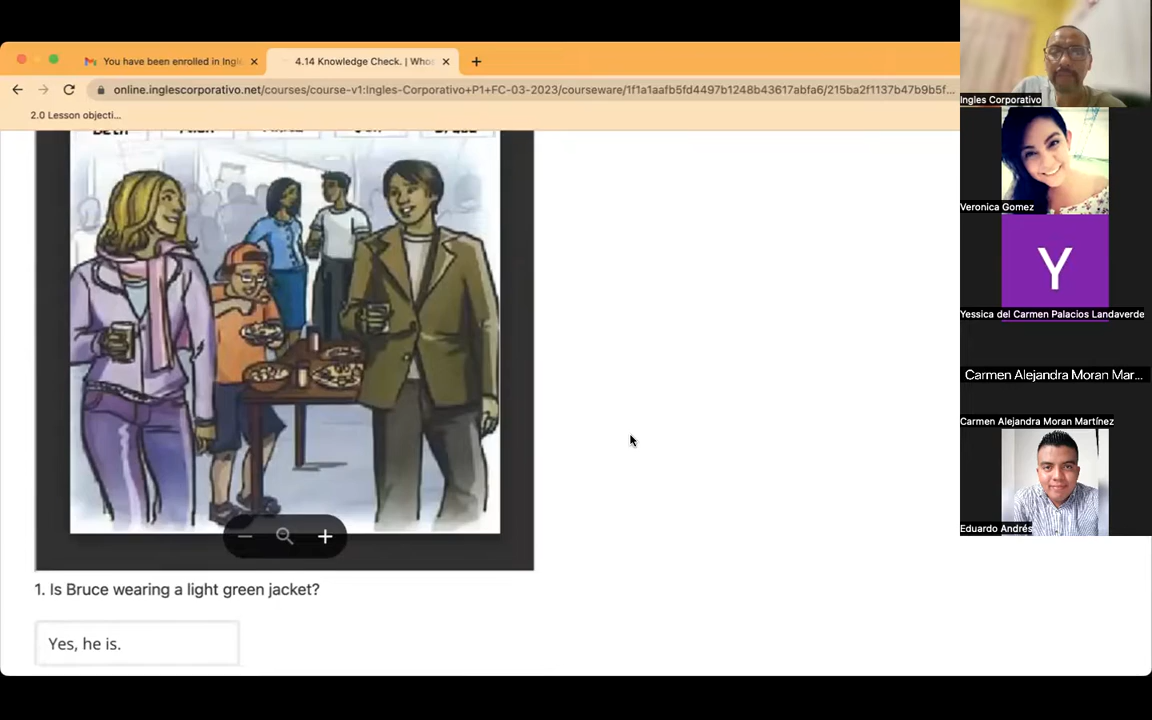 You have been enrolled in Ingl
4.14 Knowledge Check. | Who
online.inglescorporativo.net/courses/course-v1:Ingles-Corporativo+P1+FC-03-2023/courseware/1f1a1aafb5fd4497b1248b43617abfa6/215ba2f1137b47b9b5f...
2.0 Lesson objecti...
Beth
1. Is Bruce wearing a light green jacket?
Yes, he is.
Ingles Corporativo
Veronica Gomez
Y
Yessica del Carmen Palacios Landaverde
Carmen Alejandra Moran Mar...
Carmen Alejandra Moran Martínez
Eduardo Andrés